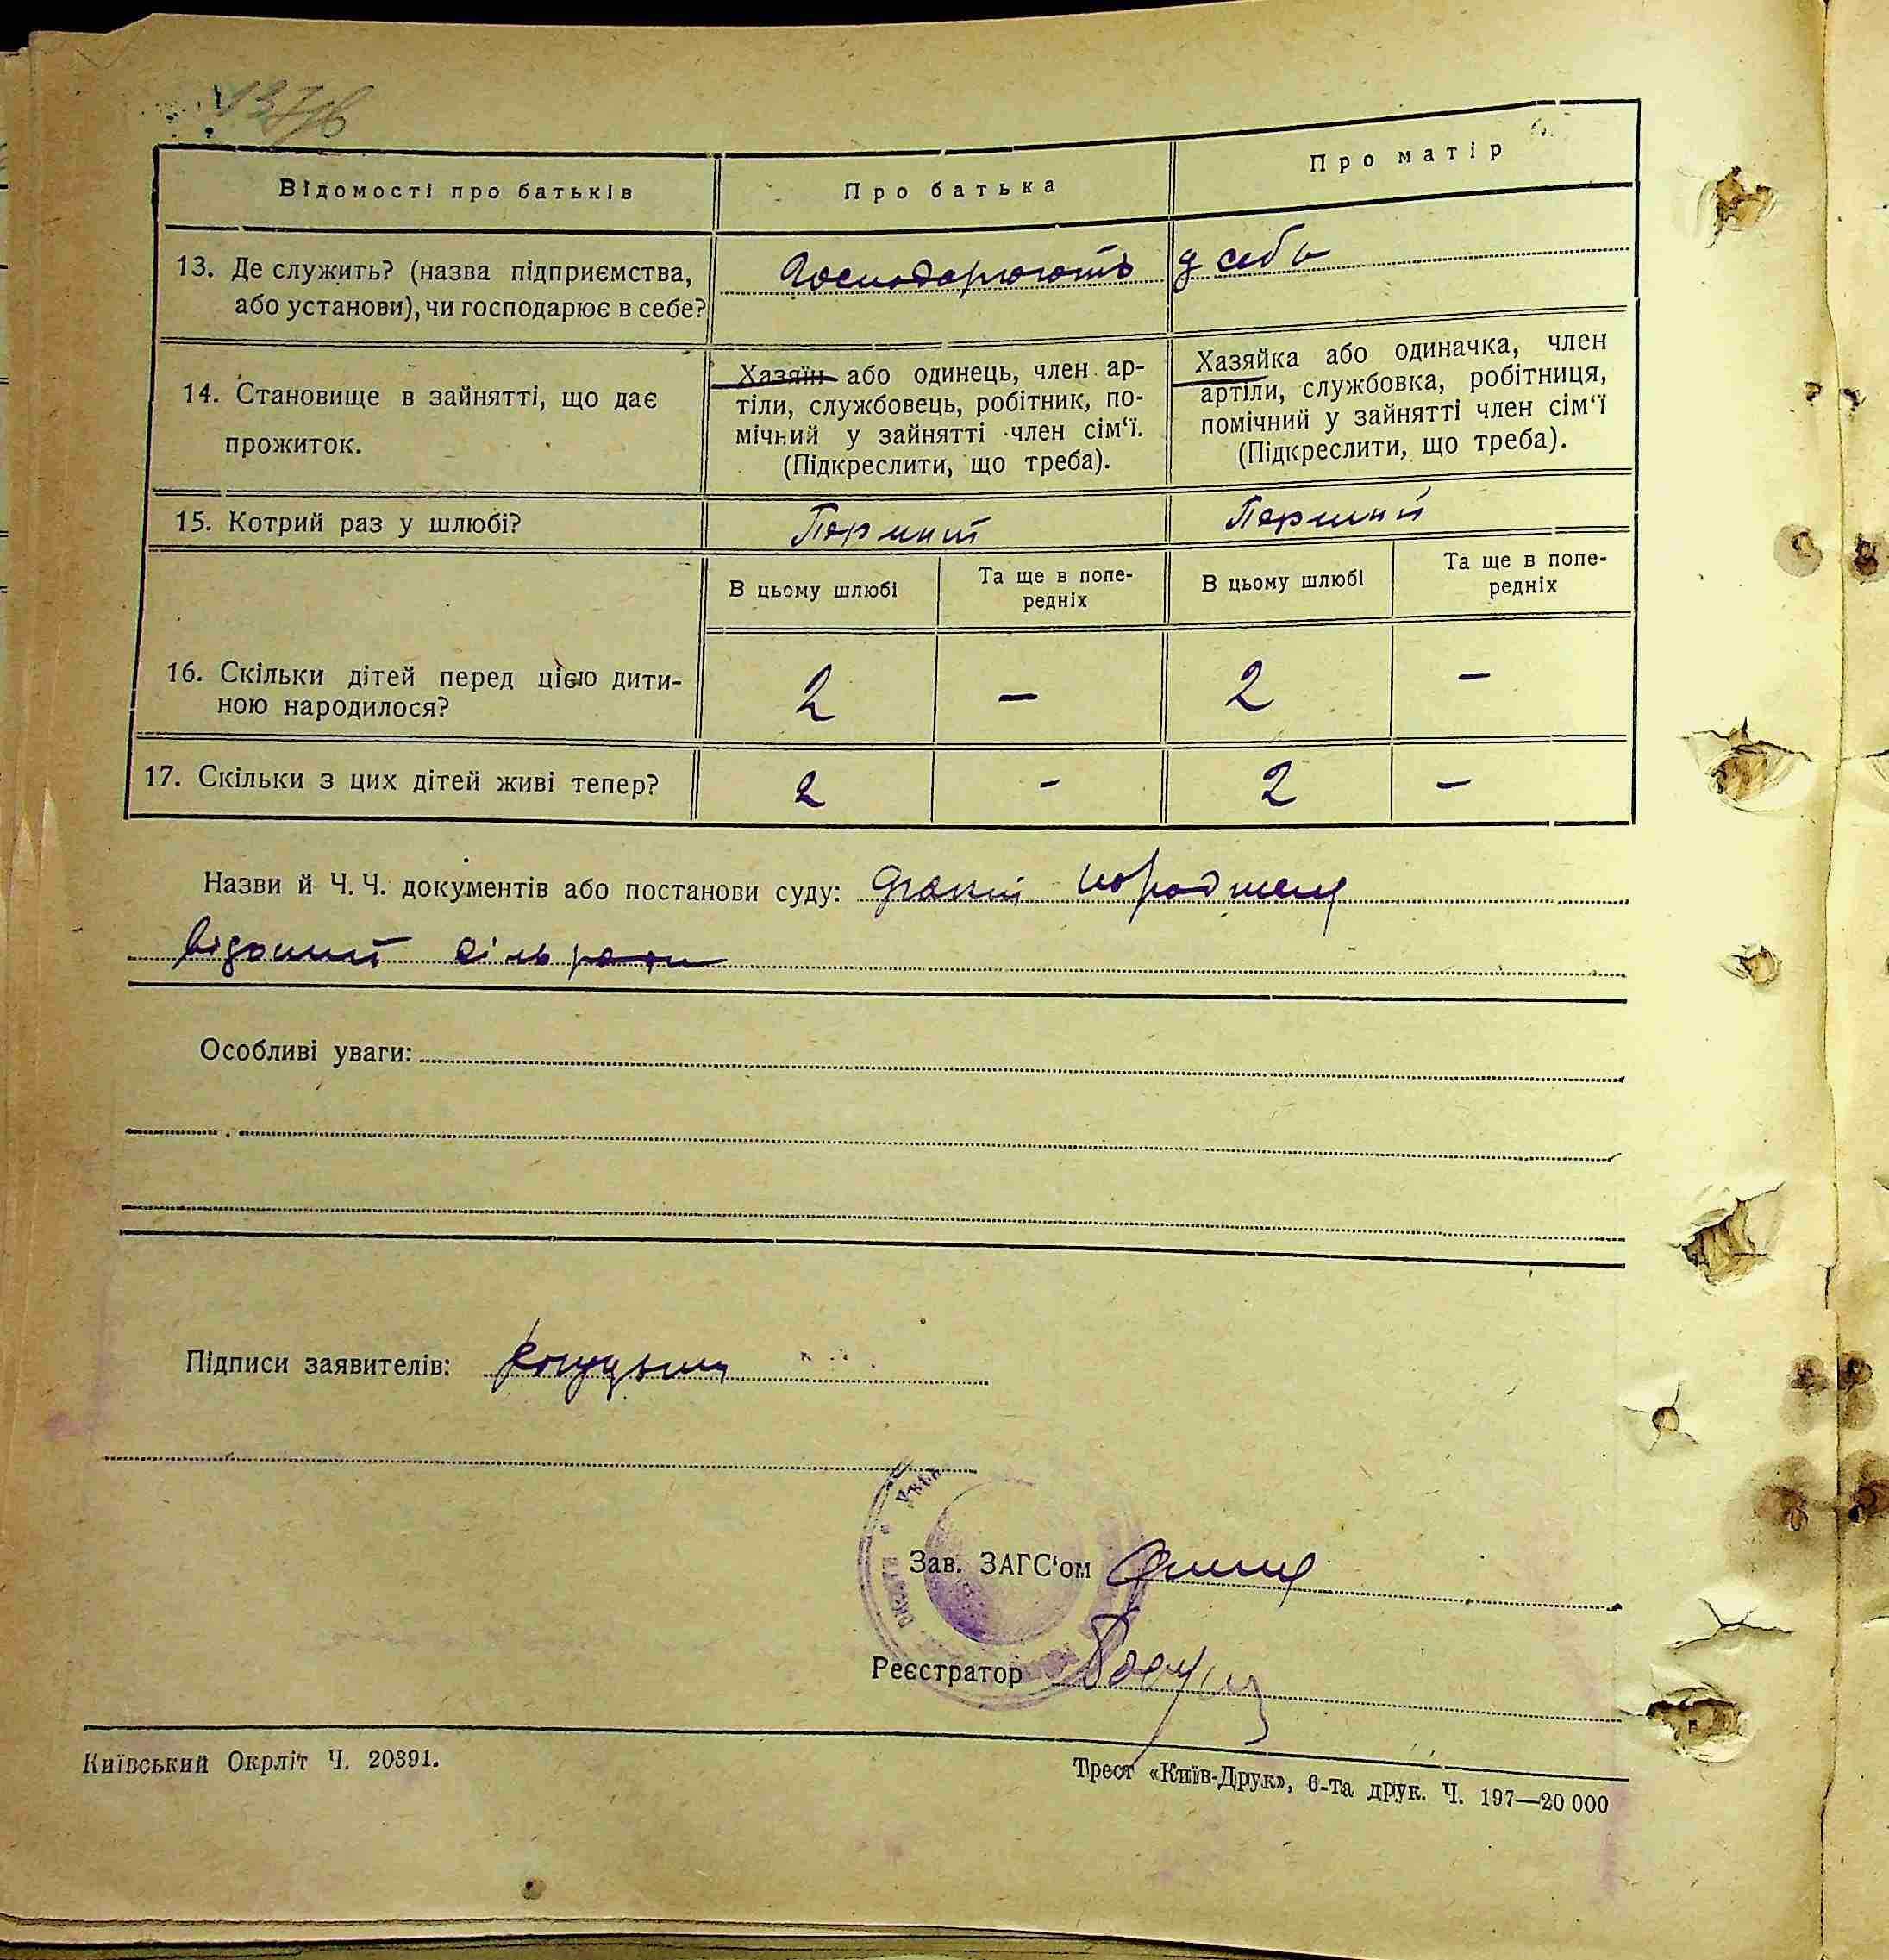 Відомості про батьків
Про батька
Про матір
13. Де служить? (назва підприємства,
або установи), чи господарює в себе?
Господарюють у себе
14. Становище в зайнятті, що дає
прожиток.
Хазяїн або одинець, член ар-
тіли, службовець, робітник, по-
мічний у зайнятті член сім‘ї.
(Підкреслити, що треба).
Хазяйка або одиначка, член
артіли, службовка, робітниця,
помічний у зайнятті член сім‘ї
(Підкреслити, що треба).
15. Котрий раз у шлюбі?
Перший
Перший
В цьому шлюбі
Та ще в попе-
редніх
В цьому шлюбі
Та ще в попе-
редніх
16. Скільки дітей перед цією дити-
ною народилося?
2
—
2
—
17. Скільки з цих дітей живі тепер?
2
-
2
-
Назви й Ч. Ч. документів або постанови суду:
сільради
Особливі уваги:
Підписи заявителів:
Зав. ЗАГС‘ом
Реєстратор
Київський Окрліт Ч. 20391.
Трест «Київ-Друк», 6-та друк. Ч. 197—20 000